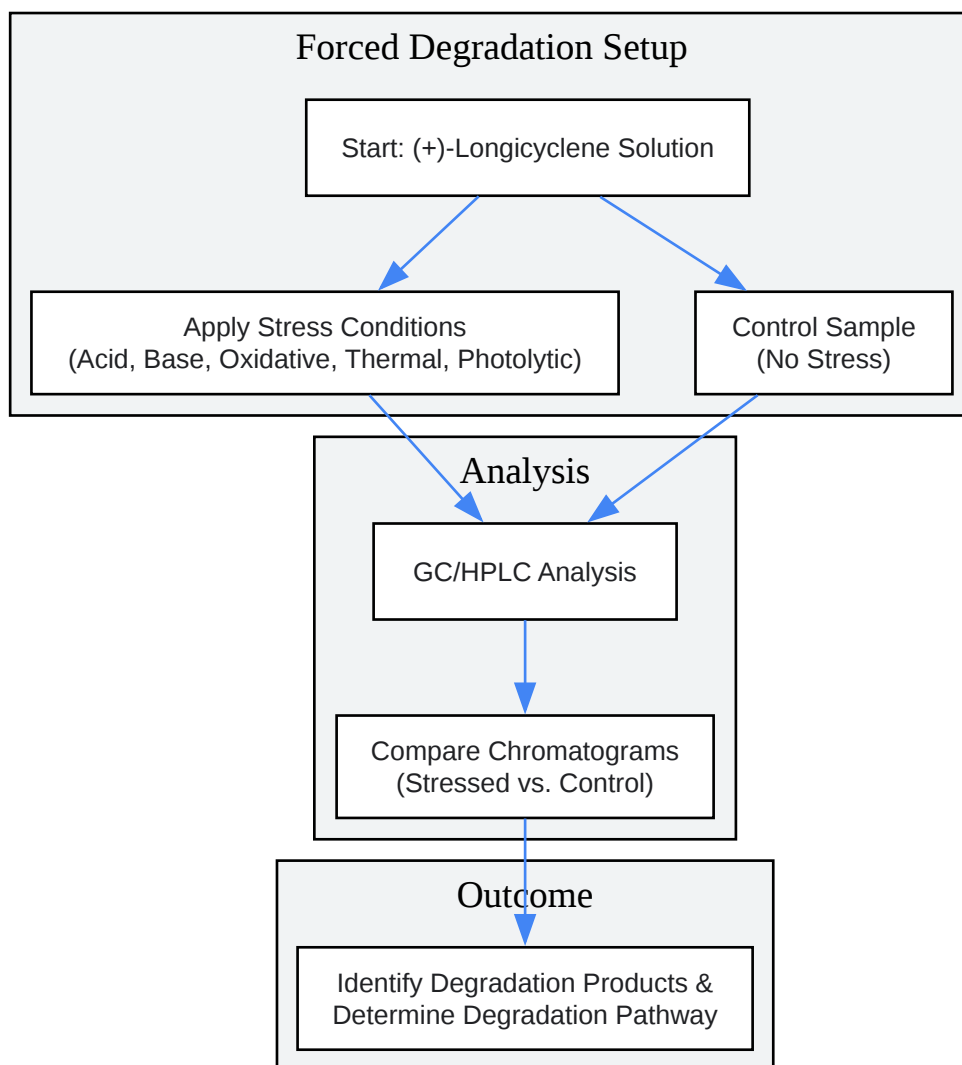 Forced Degradation Setup
Start: (+)-Longicyclene Solution
Apply Stress Conditions
(Acid, Base, Oxidative, Thermal, Photolytic)
Control Sample
(No Stress)
Analysis
GC/HPLC Analysis
Compare Chromatograms
(Stressed vs. Control)
Outcome
Identify Degradation Products &
Determine Degradation Pathway